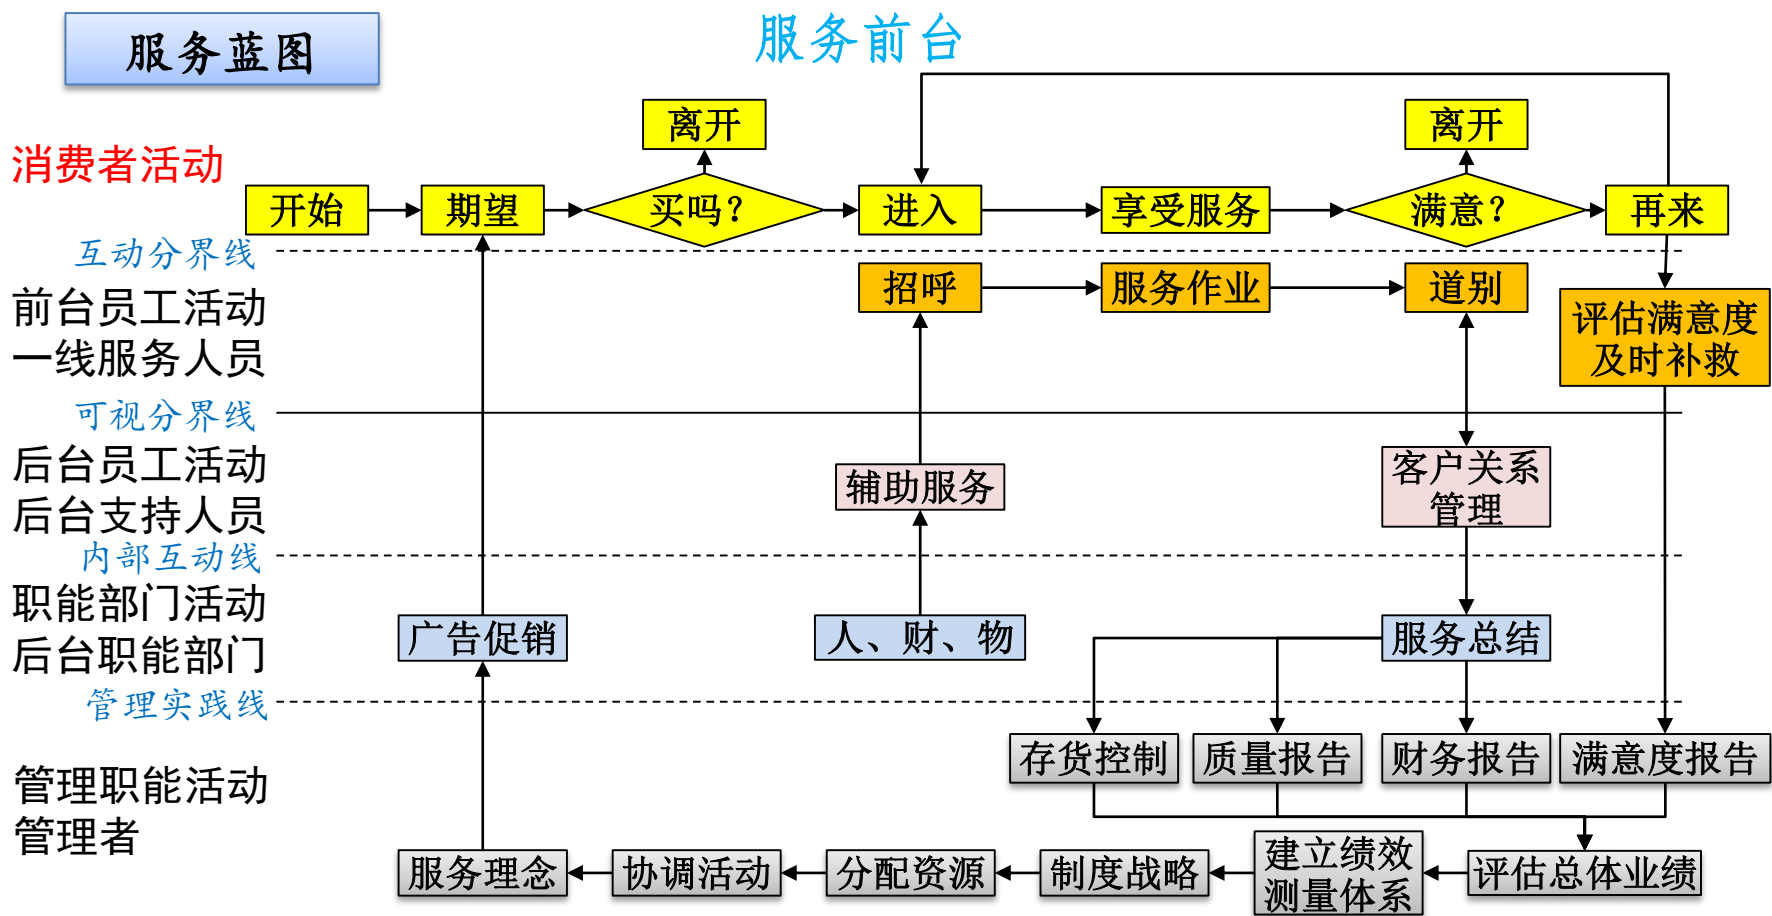 服务蓝图
服务前台
离开
离开
消费者活动
开始
期望
买吗？
进入
享受服务
满意？
再来
互动分界线
招呼
服务作业
道别
前台员工活动
一线服务人员
评估满意度
及时补救
可视分界线
后台员工活动
后台支持人员
辅助服务
客户关系
管理
内部互动线
职能部门活动
后台职能部门
广告促销
人、财、物
服务总结
管理实践线
存货控制
质量报告
财务报告
满意度报告
管理职能活动
管理者
服务理念
协调活动
分配资源
制度战略
建立绩效
测量体系
评估总体业绩